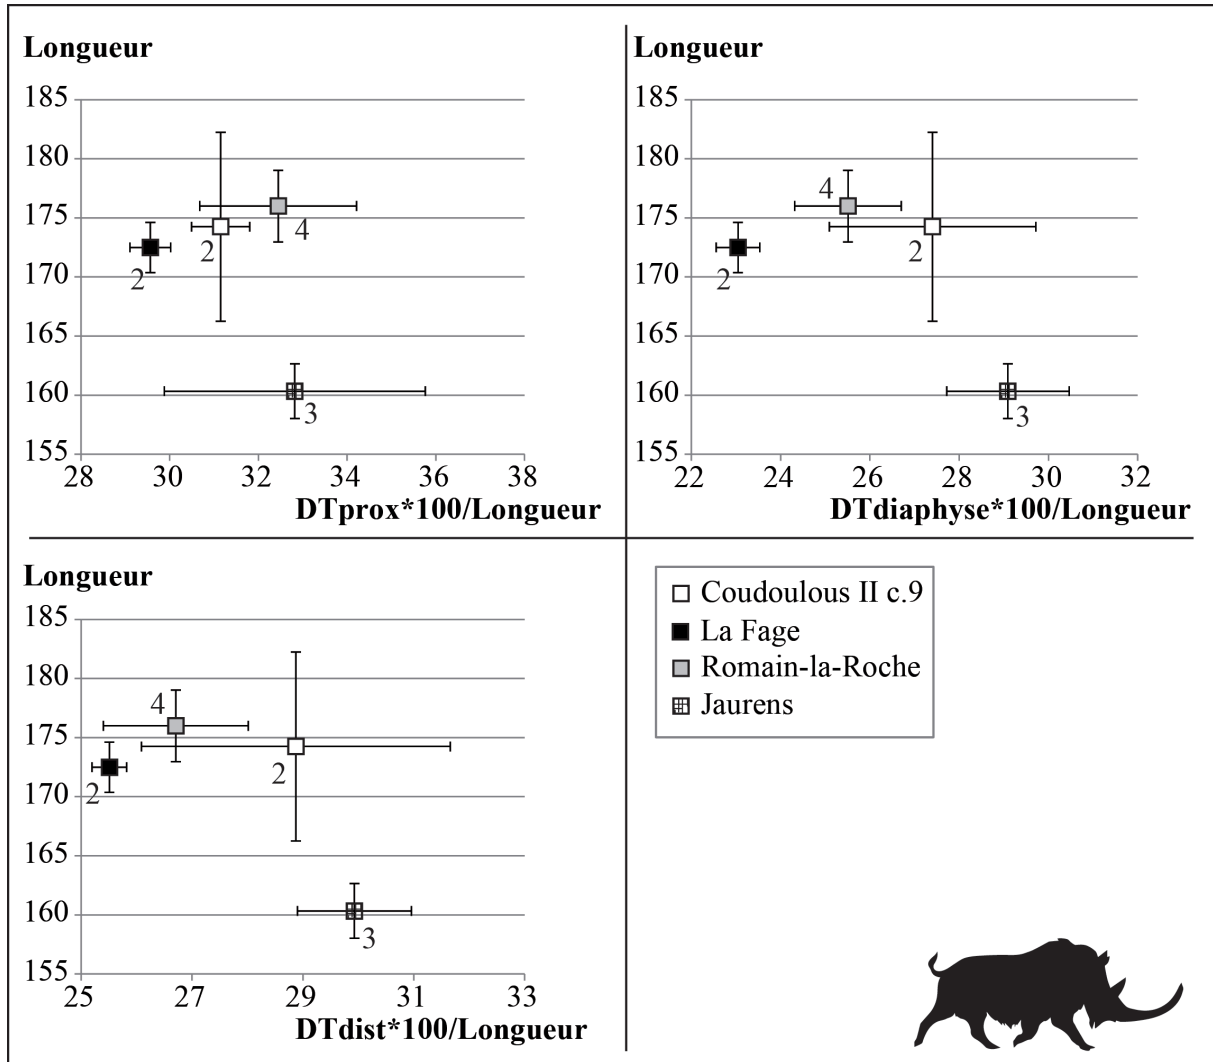 Longueur
185
180
175
170
165
160
155
2
2
4
3
28 30 32 34 36 38
DTprox*100/Longueur
Longueur
185
180
175
170
165
160
155
4
2
2
3
22 24 26 28 30 32
DTdiaphyse*100/Longueur
Longueur
185
180
175
170
165
160
155
4
2
2
3
25 27 29 31 33
DTdist*100/Longueur
Coudoulous II c.9
La Fage
Romain-la-Roche
Jaurens